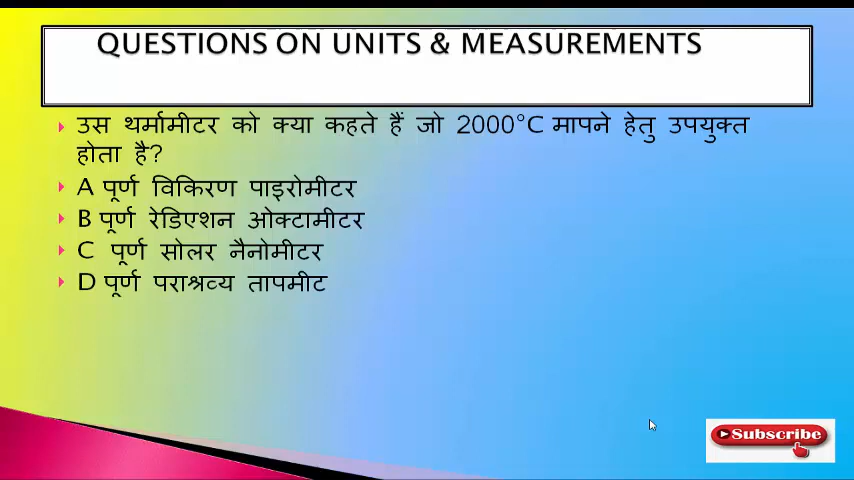 QUESTIONS ON UNITS & MEASUREMENTS
उस थर्मामीटर को क्या कहते हैं जो 2000°C मापने हेतु उपयुक्त
होता है?
A पूर्ण विकिरण पाइरोमीटर
B पूर्ण रेडिएशन ओक्टामीटर
C पूर्ण सोलर नैनोमीटर
D पूर्ण पराश्रव्य तापमीट
Subscribe